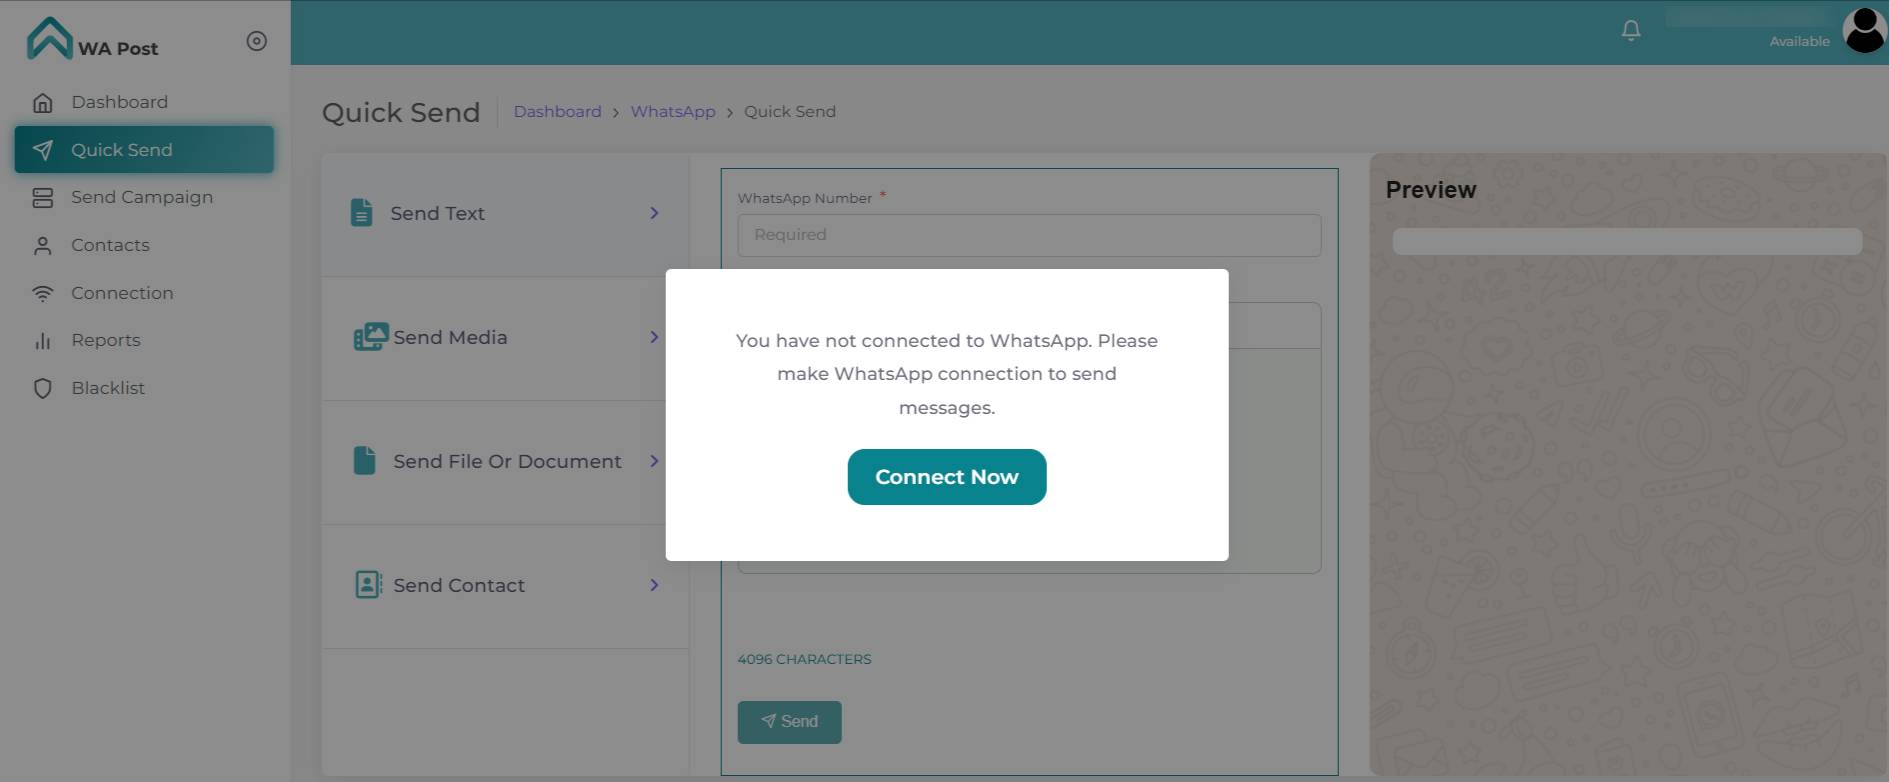 WA Post
Available
Dashboard
Quick Send
Send Campaign
Contacts
Connection
Reports
Blacklist
Quick Send
Dashboard > WhatsApp > Quick Send
Send Text
Send Media
Send File Or Document
Send Contact
WhatsApp Number *
Required
You have not connected to WhatsApp. Please
make WhatsApp connection to send
messages.
Connect Now
4096 CHARACTERS
Send
Preview